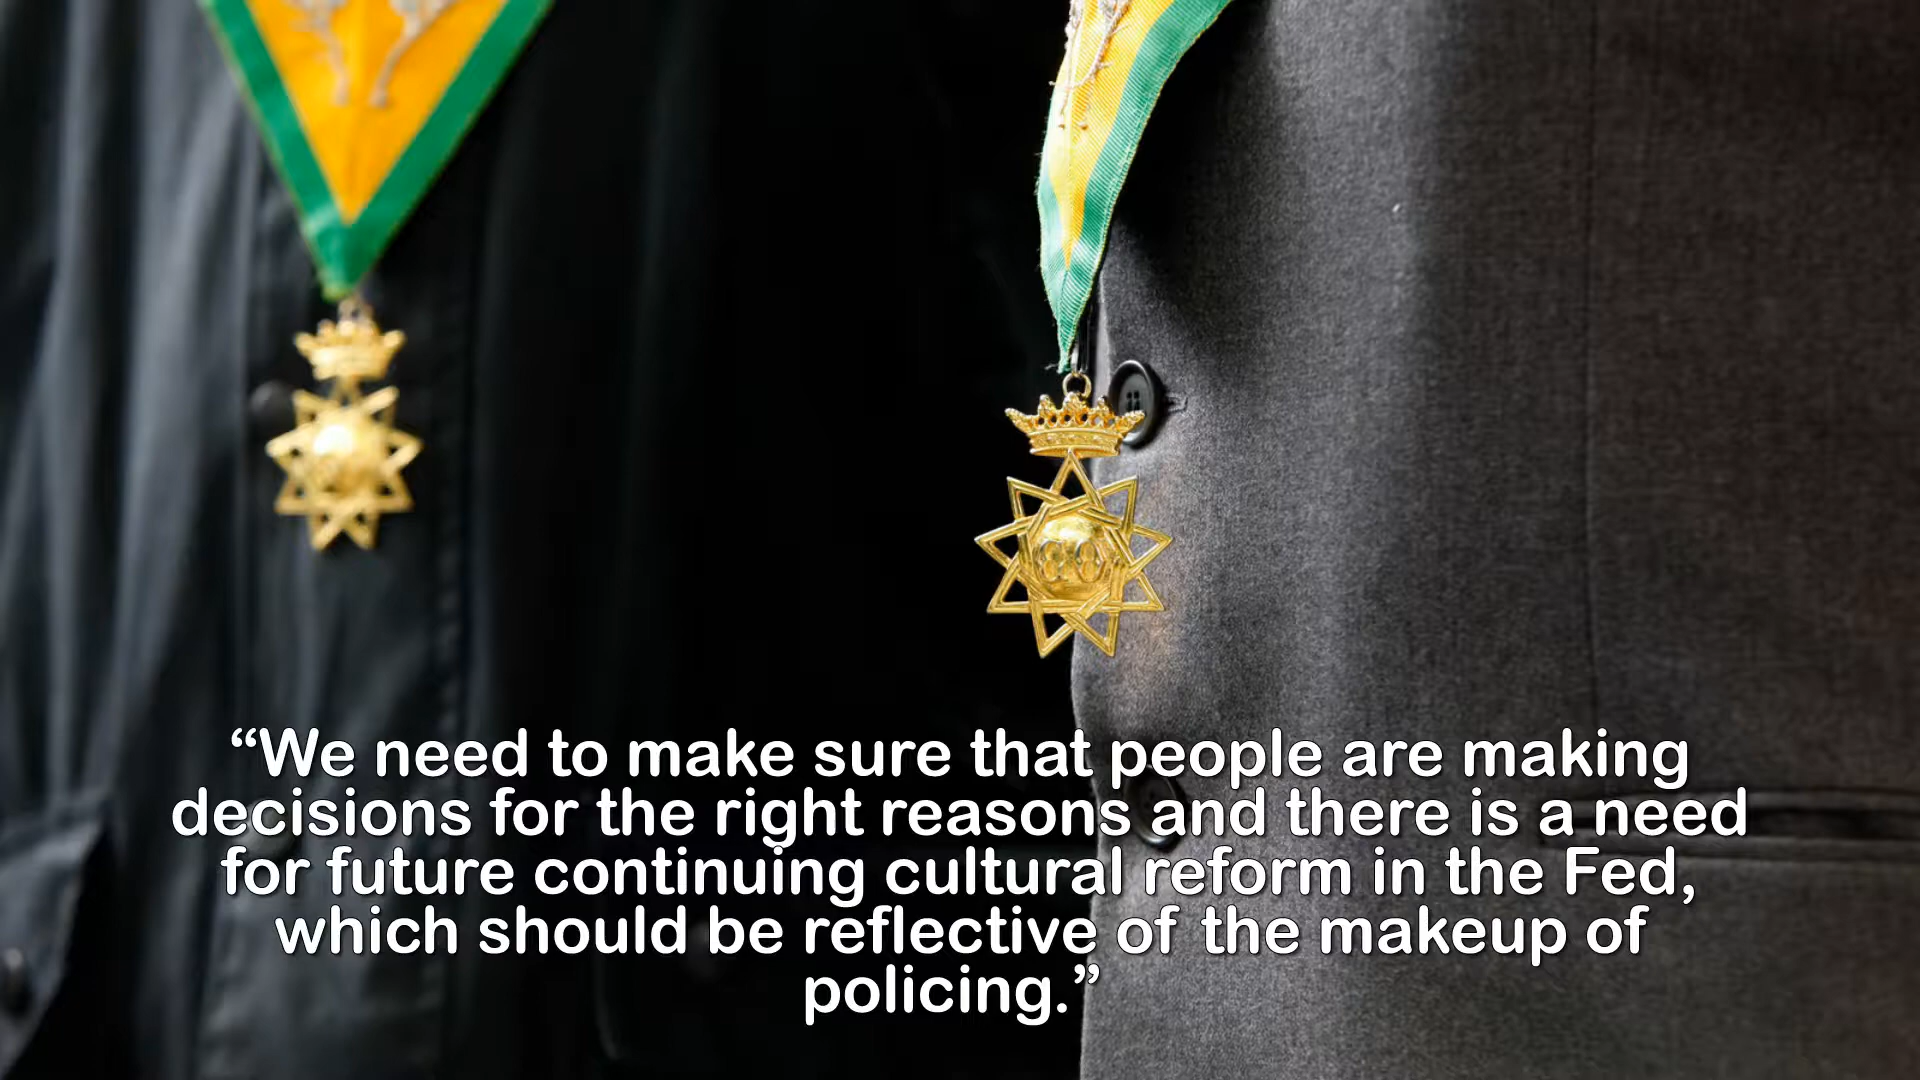 “We need to make sure that people are making
decisions for the right reasons and there is a need
for future continuing cultural reform in the Fed,
which should be reflective of the makeup of
policing.”